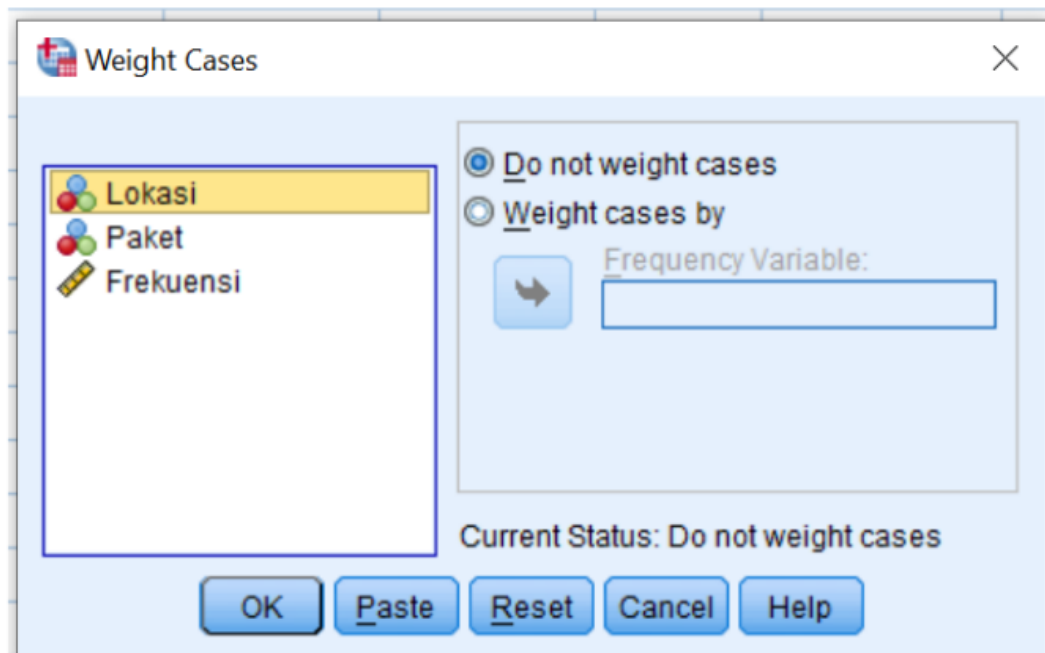 Weight Cases
Lokasi
Paket
Frekuensi
Do not weight cases
Weight cases by
Frequency Variable:
Current Status: Do not weight cases
OK
Paste
Reset
Cancel
Help